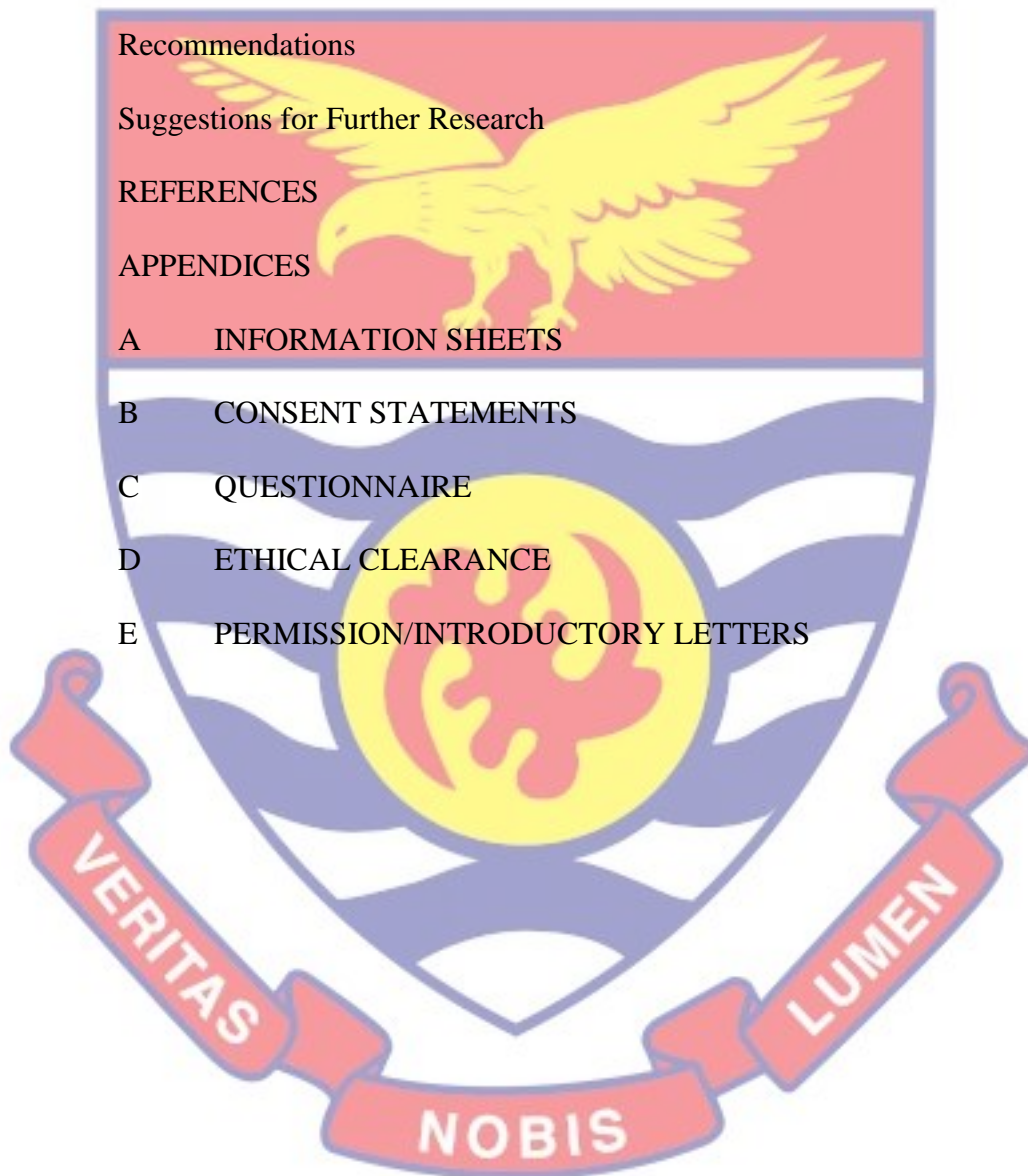 Recommendations
Suggestions for Further Research
REFERENCES
APPENDICES
A INFORMATION SHEETS
B CONSENT STATEMENTS
C QUESTIONNAIRE
D ETHICAL CLEARANCE
E PERMISSION/INTRODUCTORY LETTERS
VERITAS
NOBIS
LUMEN